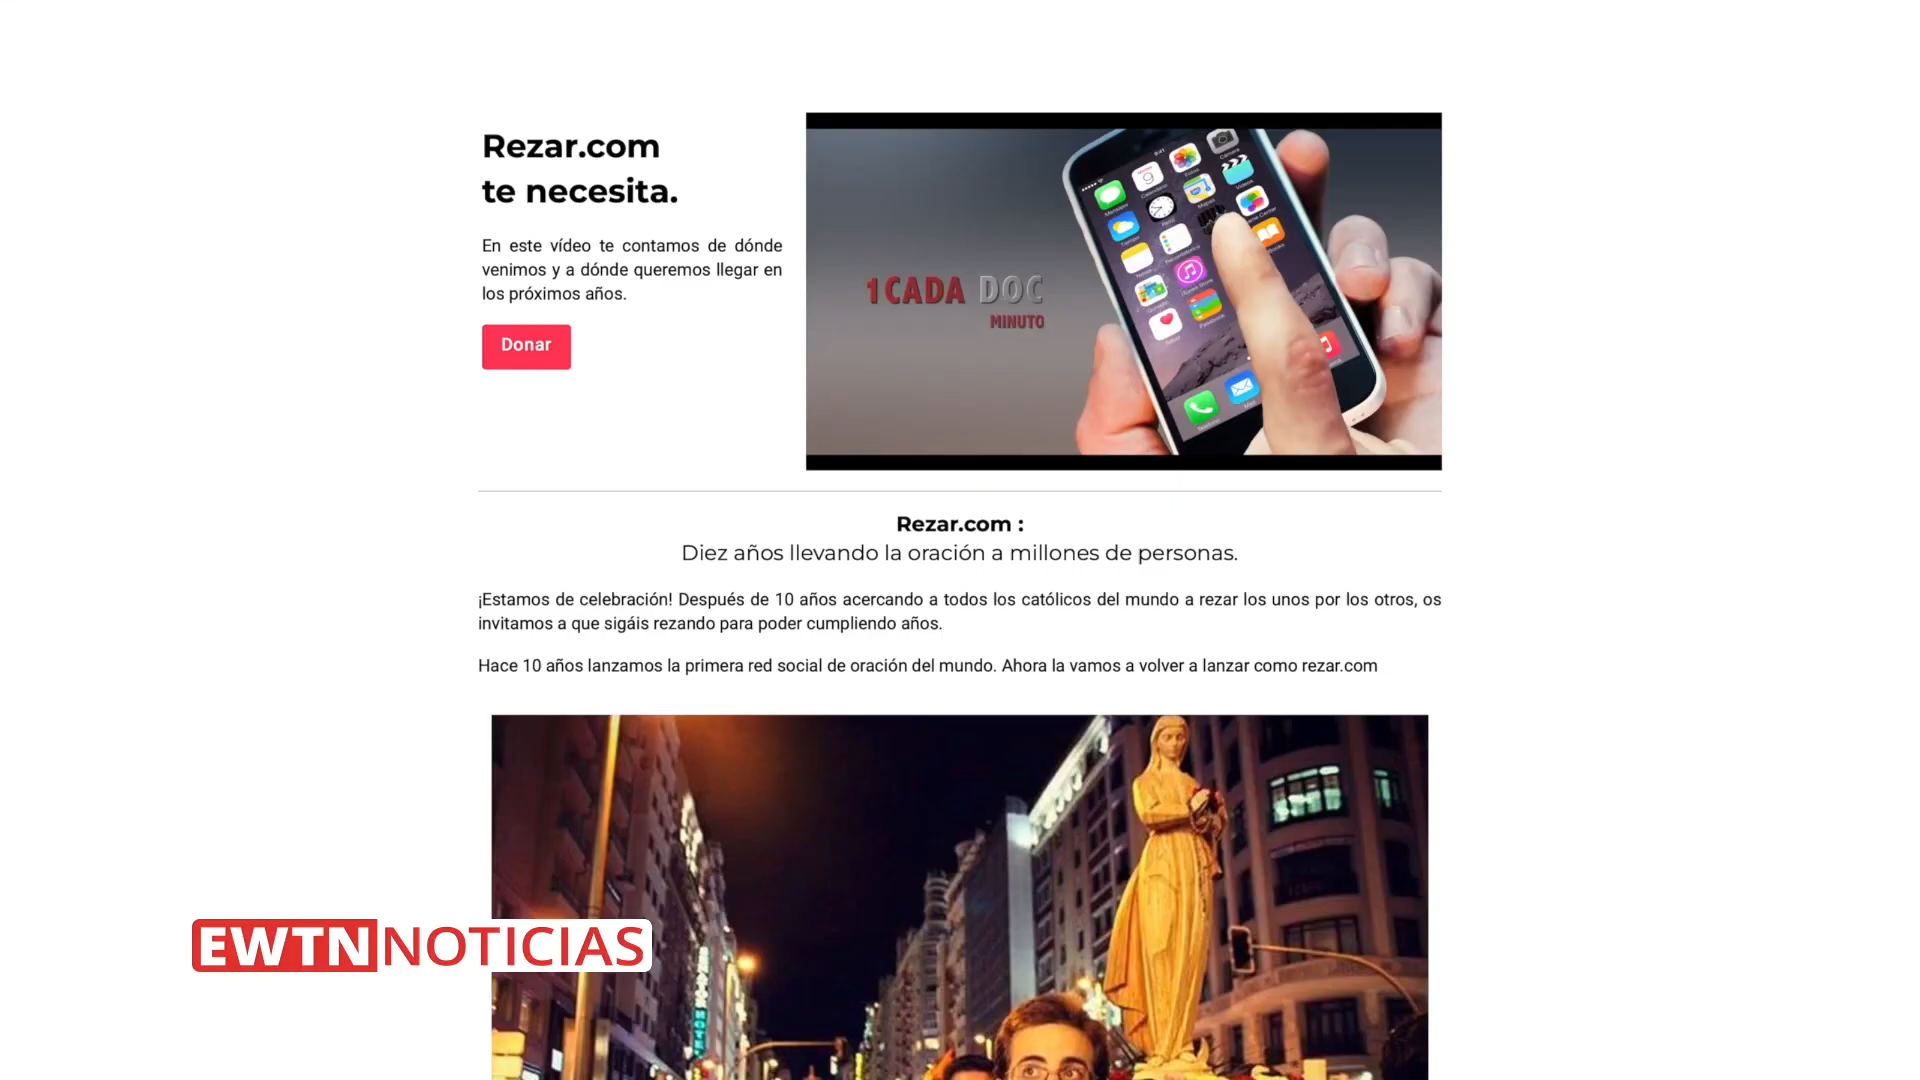 Rezar.com
te necesita.
En este vídeo te contamos de dónde
venimos y a dónde queremos llegar en
los próximos años.
Donar
1CADA DOC
MINUTO
Rezar.com :
Diez años llevando la oración a millones de personas.
¡Estamos de celebración! Después de 10 años acercando a todos los católicos del mundo a rezar los unos por los otros, os
invitamos a que sigáis rezando para poder cumpliendo años.
Hace 10 años lanzamos la primera red social de oración del mundo. Ahora la vamos a volver a lanzar como rezar.com
EWTN NOTICIAS